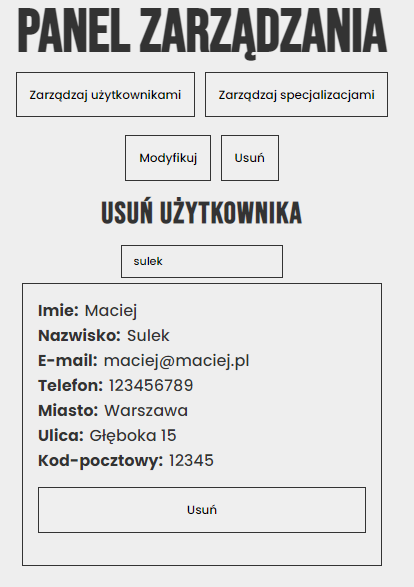 PANEL ZARZĄDZANIA
Zarządzaj użytkownikami Zarządzaj specjalizacjami
Modyfikuj Usuń
USUŃ UŻYTKOWNIKA
sulek
Imie: Maciej
Nazwisko: Sulek
E-mail: maciej@maciej.pl
Telefon: 123456789
Miasto: Warszawa
Ulica: Głęboka 15
Kod-pocztowy: 12345
Usuń